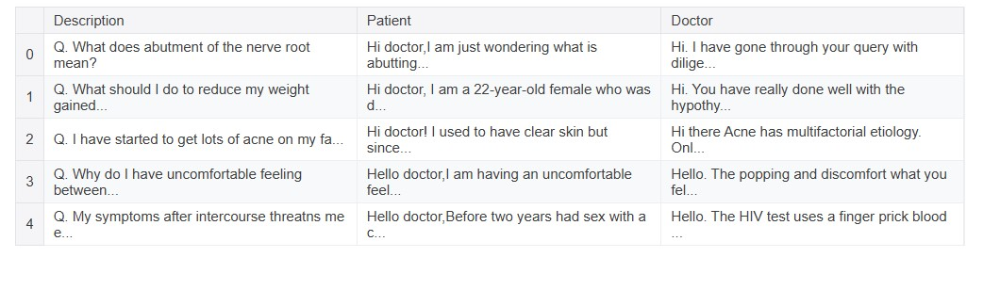 Description Patient Doctor
0 Q. What does abutment of the nerve root mean? Hi doctor,I am just wondering what is abutting... Hi. I have gone through your query with dilige...
1 Q. What should I do to reduce my weight gained... Hi doctor, I am a 22-year-old female who was d... Hi. You have really done well with the hypothy...
2 Q. I have started to get lots of acne on my fa... Hi doctor! I used to have clear skin but since... Hi there Acne has multifactorial etiology. Onl...
3 Q. Why do I have uncomfortable feeling between... Hello doctor,I am having an uncomfortable feel... Hello. The popping and discomfort what you fel...
4 Q. My symptoms after intercourse threatns me e... Hello doctor,Before two years had sex with a c... Hello. The HIV test uses a finger prick blood ...